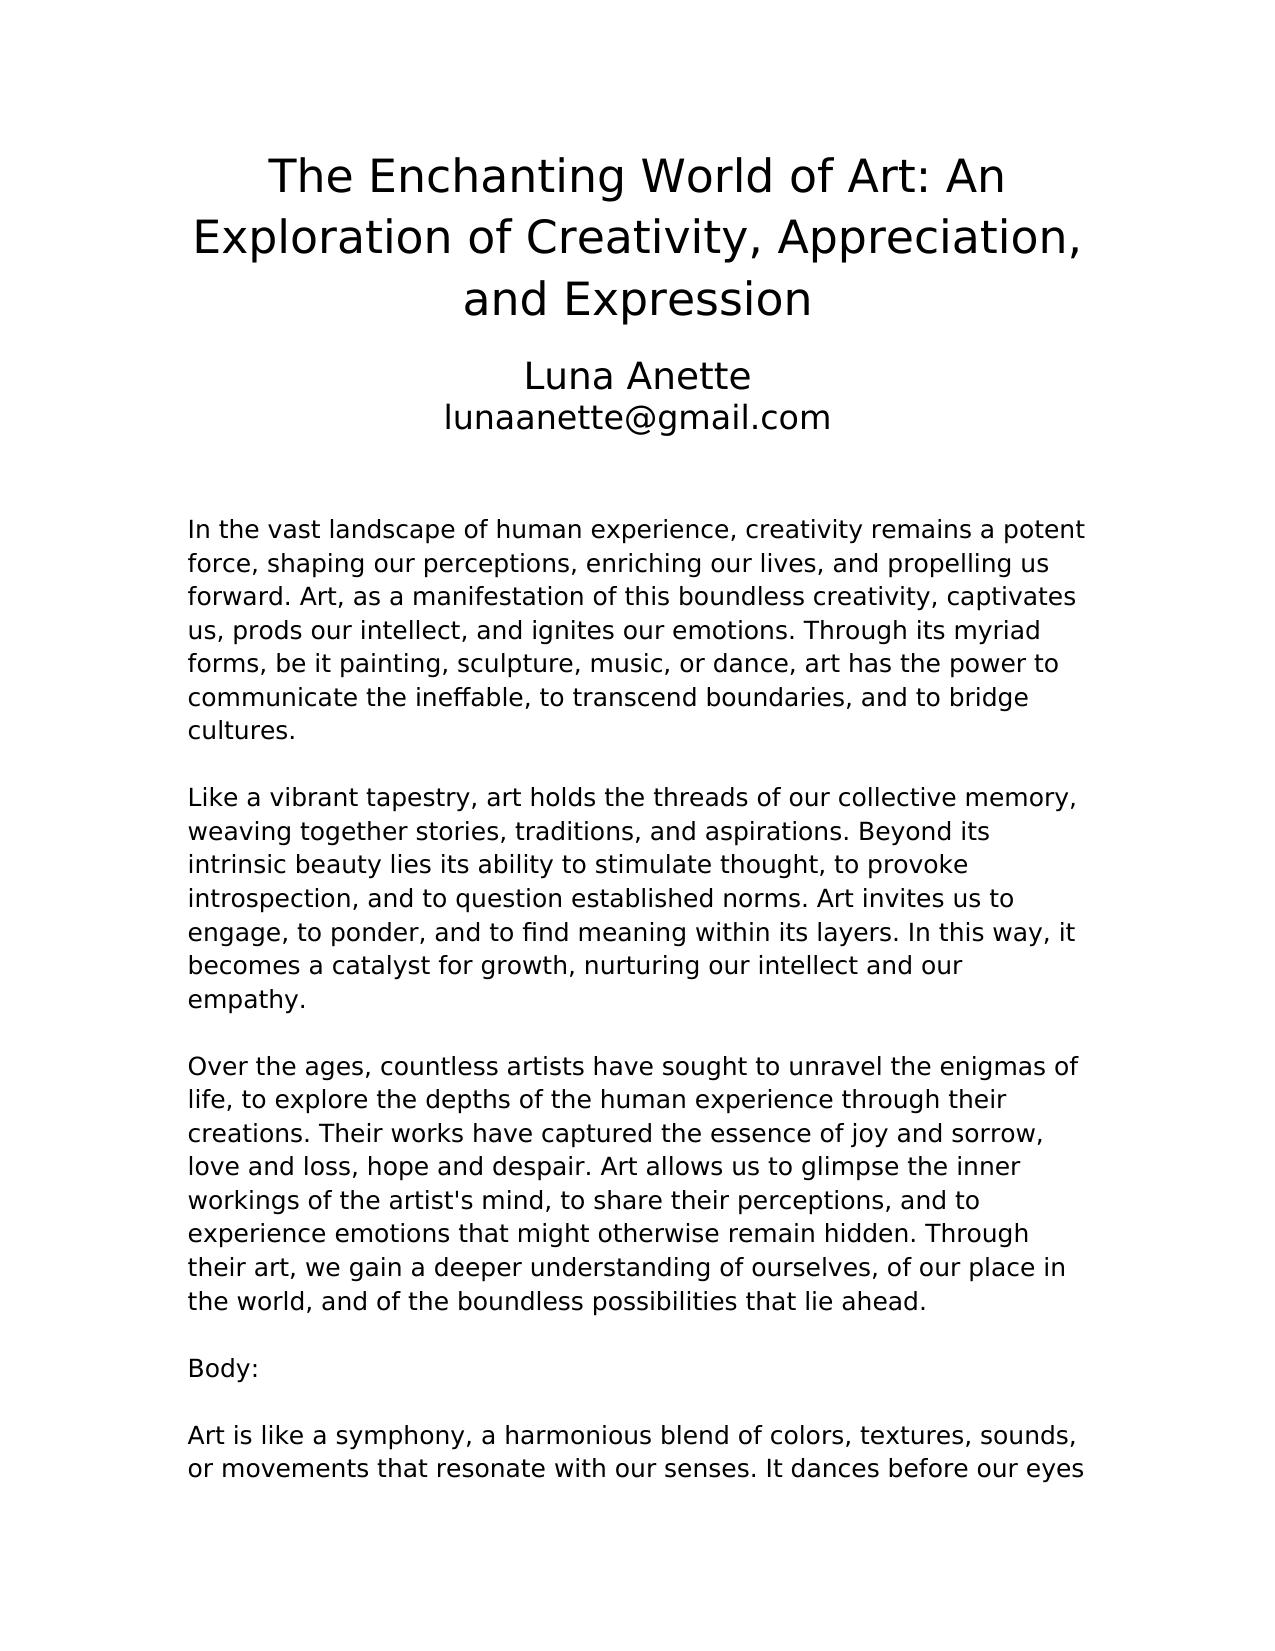 The Enchanting World of Art: An
Exploration of Creativity, Appreciation,
and Expression
Luna Anette
lunaanette@gmail.com
In the vast landscape of human experience, creativity remains a potent
force, shaping our perceptions, enriching our lives, and propelling us
forward. Art, as a manifestation of this boundless creativity, captivates
us, prods our intellect, and ignites our emotions. Through its myriad
forms, be it painting, sculpture, music, or dance, art has the power to
communicate the ineffable, to transcend boundaries, and to bridge
cultures.
Like a vibrant tapestry, art holds the threads of our collective memory,
weaving together stories, traditions, and aspirations. Beyond its
intrinsic beauty lies its ability to stimulate thought, to provoke
introspection, and to question established norms. Art invites us to
engage, to ponder, and to find meaning within its layers. In this way, it
becomes a catalyst for growth, nurturing our intellect and our
empathy.
Over the ages, countless artists have sought to unravel the enigmas of
life, to explore the depths of the human experience through their
creations. Their works have captured the essence of joy and sorrow,
love and loss, hope and despair. Art allows us to glimpse the inner
workings of the artist's mind, to share their perceptions, and to
experience emotions that might otherwise remain hidden. Through
their art, we gain a deeper understanding of ourselves, of our place in
the world, and of the boundless possibilities that lie ahead.
Body:
Art is like a symphony, a harmonious blend of colors, textures, sounds,
or movements that resonate with our senses. It dances before our eyes